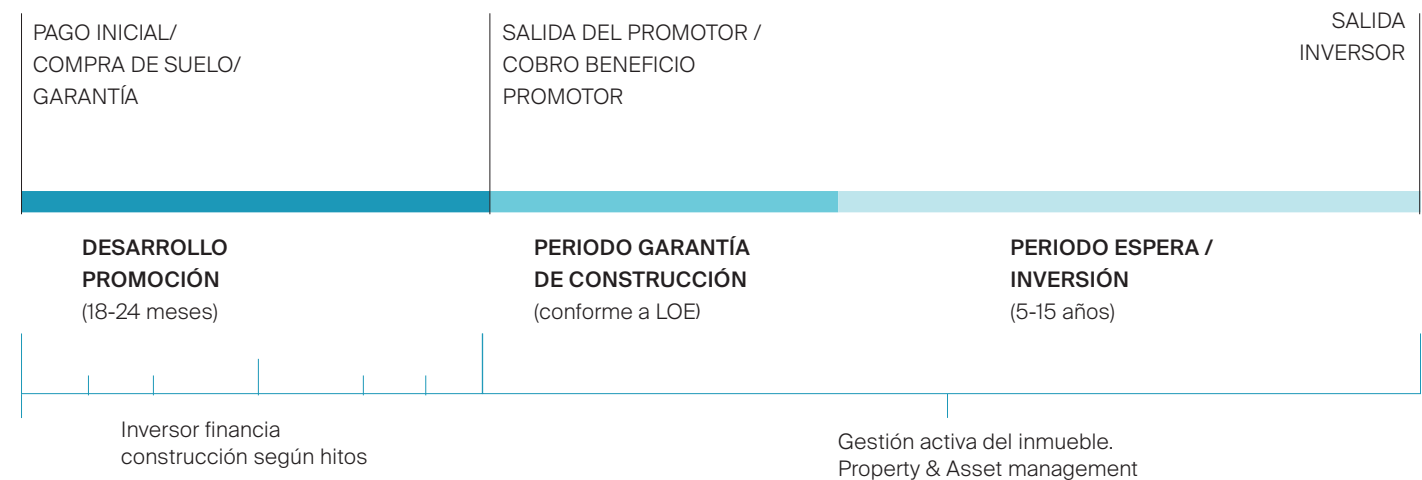 PAGO INICIAL/
COMPRA DE SUELO/
GARANTÍA
SALIDA DEL PROMOTOR /
COBRO BENEFICIO
PROMOTOR
SALIDA
INVERSOR
DESARROLLO
PROMOCIÓN
(18-24 meses)
PERIODO GARANTÍA
DE CONSTRUCCIÓN
(conforme a LOE)
PERIODO ESPERA /
INVERSIÓN
(5-15 años)
Inversor financia
construcción según hitos
Gestión activa del inmueble.
Property & Asset management